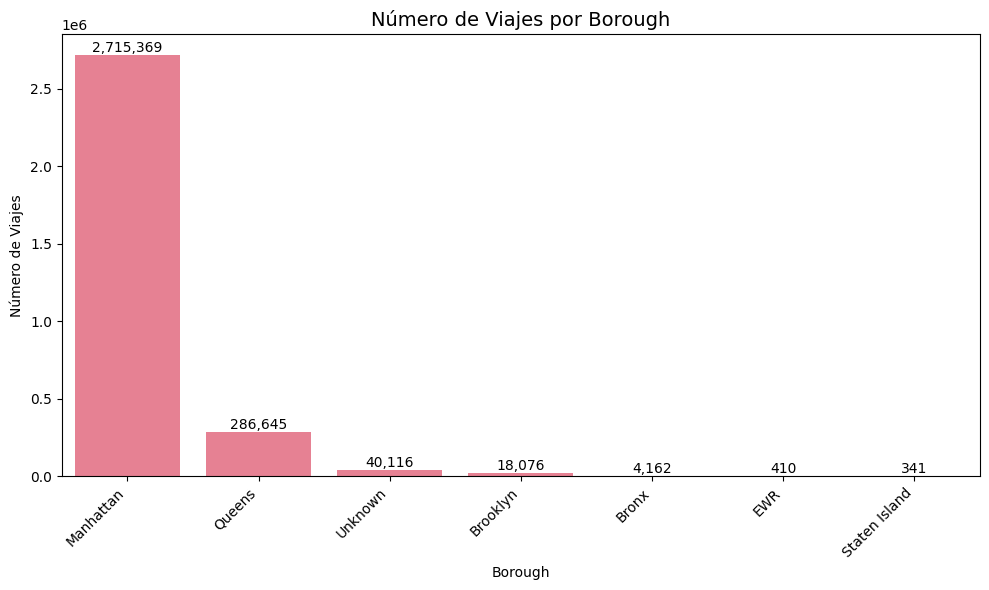 Número de Viajes por Borough
1e6
2,715,369
2.5
2.0
Número de Viajes
1.5
1.0
0.5
286,645
40,116
18,076
4,162
410
341
0.0
Manhattan
Queens
Unknown
Brooklyn
Bronx
EWR
Staten Island
Borough